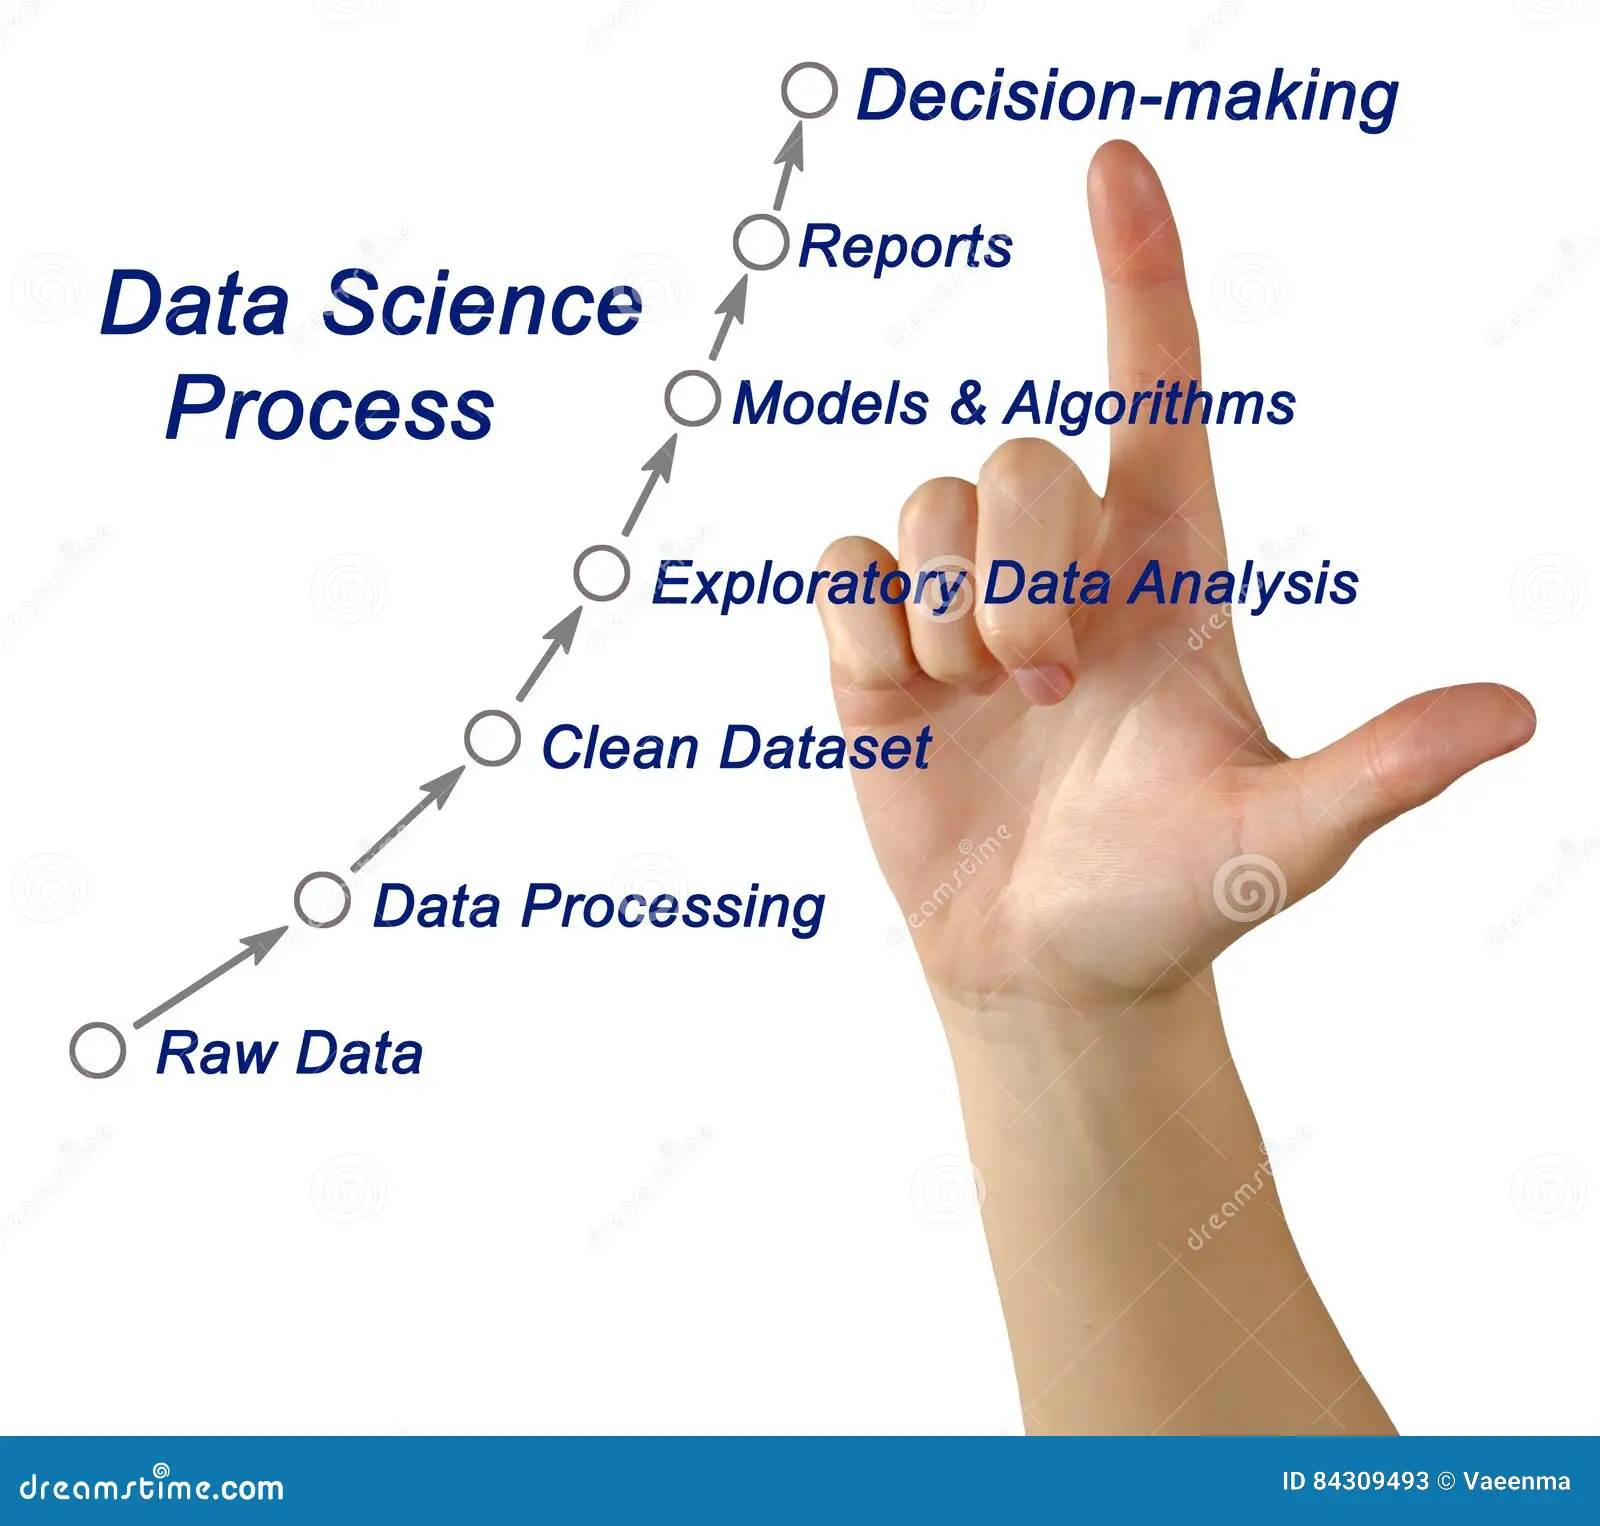 Decision-making
Reports
Data Science
Process
Models & Algorithms
Exploratory Data Analysis
Clean Dataset
Data Processing
Raw Data
dreamstime.com
ID 84309493 © Vaeenma